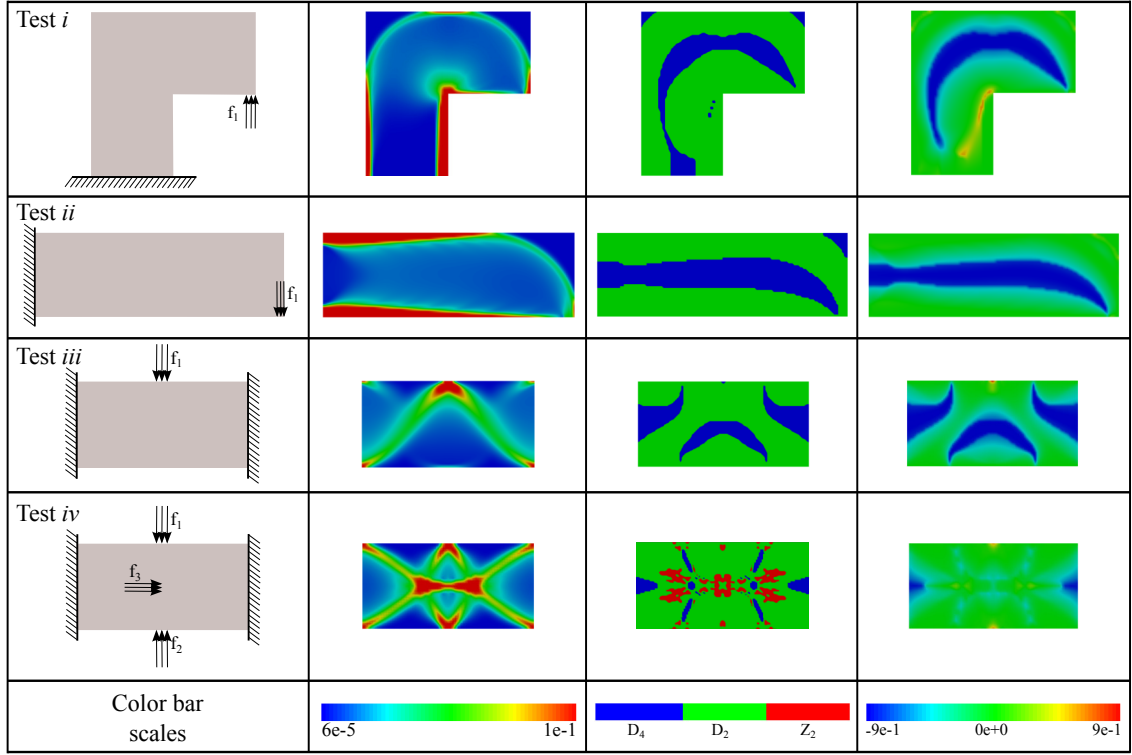 Test i
f₁
Test ii
f₁
Test iii
f₁
Test iv
f₁
f₃
f₂
Color bar
scales
6e-5 1e-1
D₄ D₂ Z₂
-9e-1 0e+0 9e-1